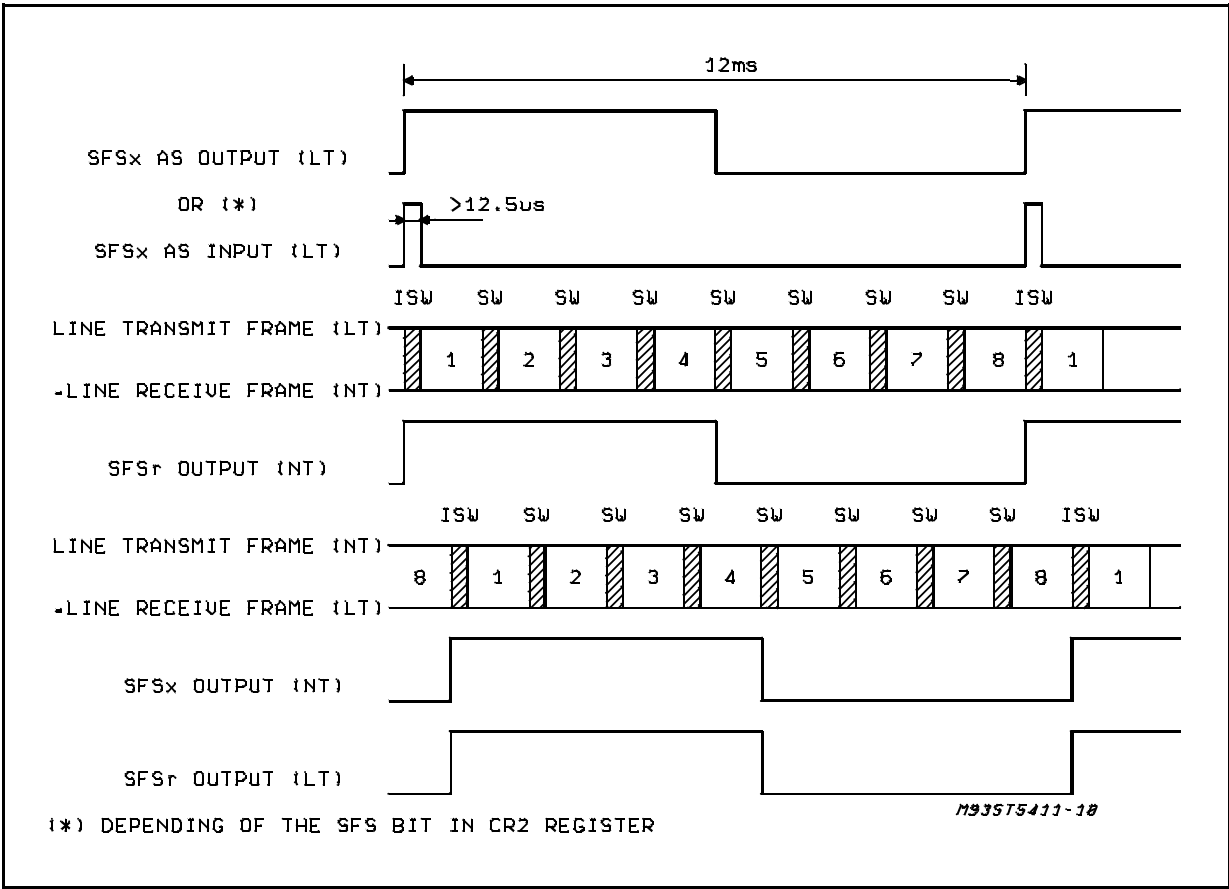 12ms
SFSx AS OUTPUT (LT)
OR (*)
>12.5us
SFSx AS INPUT (LT)
ISW SW SW SW SW SW SW SW ISW
LINE TRANSMIT FRAME (LT)
1 2 3 4 5 6 7 8 1
-LINE RECEIVE FRAME (NT)
SFSr OUTPUT (NT)
ISW SW SW SW SW SW SW SW ISW
LINE TRANSMIT FRAME (NT)
8 1 2 3 4 5 6 7 8 1
-LINE RECEIVE FRAME (LT)
SFSx OUTPUT (NT)
SFSr OUTPUT (LT)
M93ST5411-18
(*) DEPENDING OF THE SFS BIT IN CR2 REGISTER